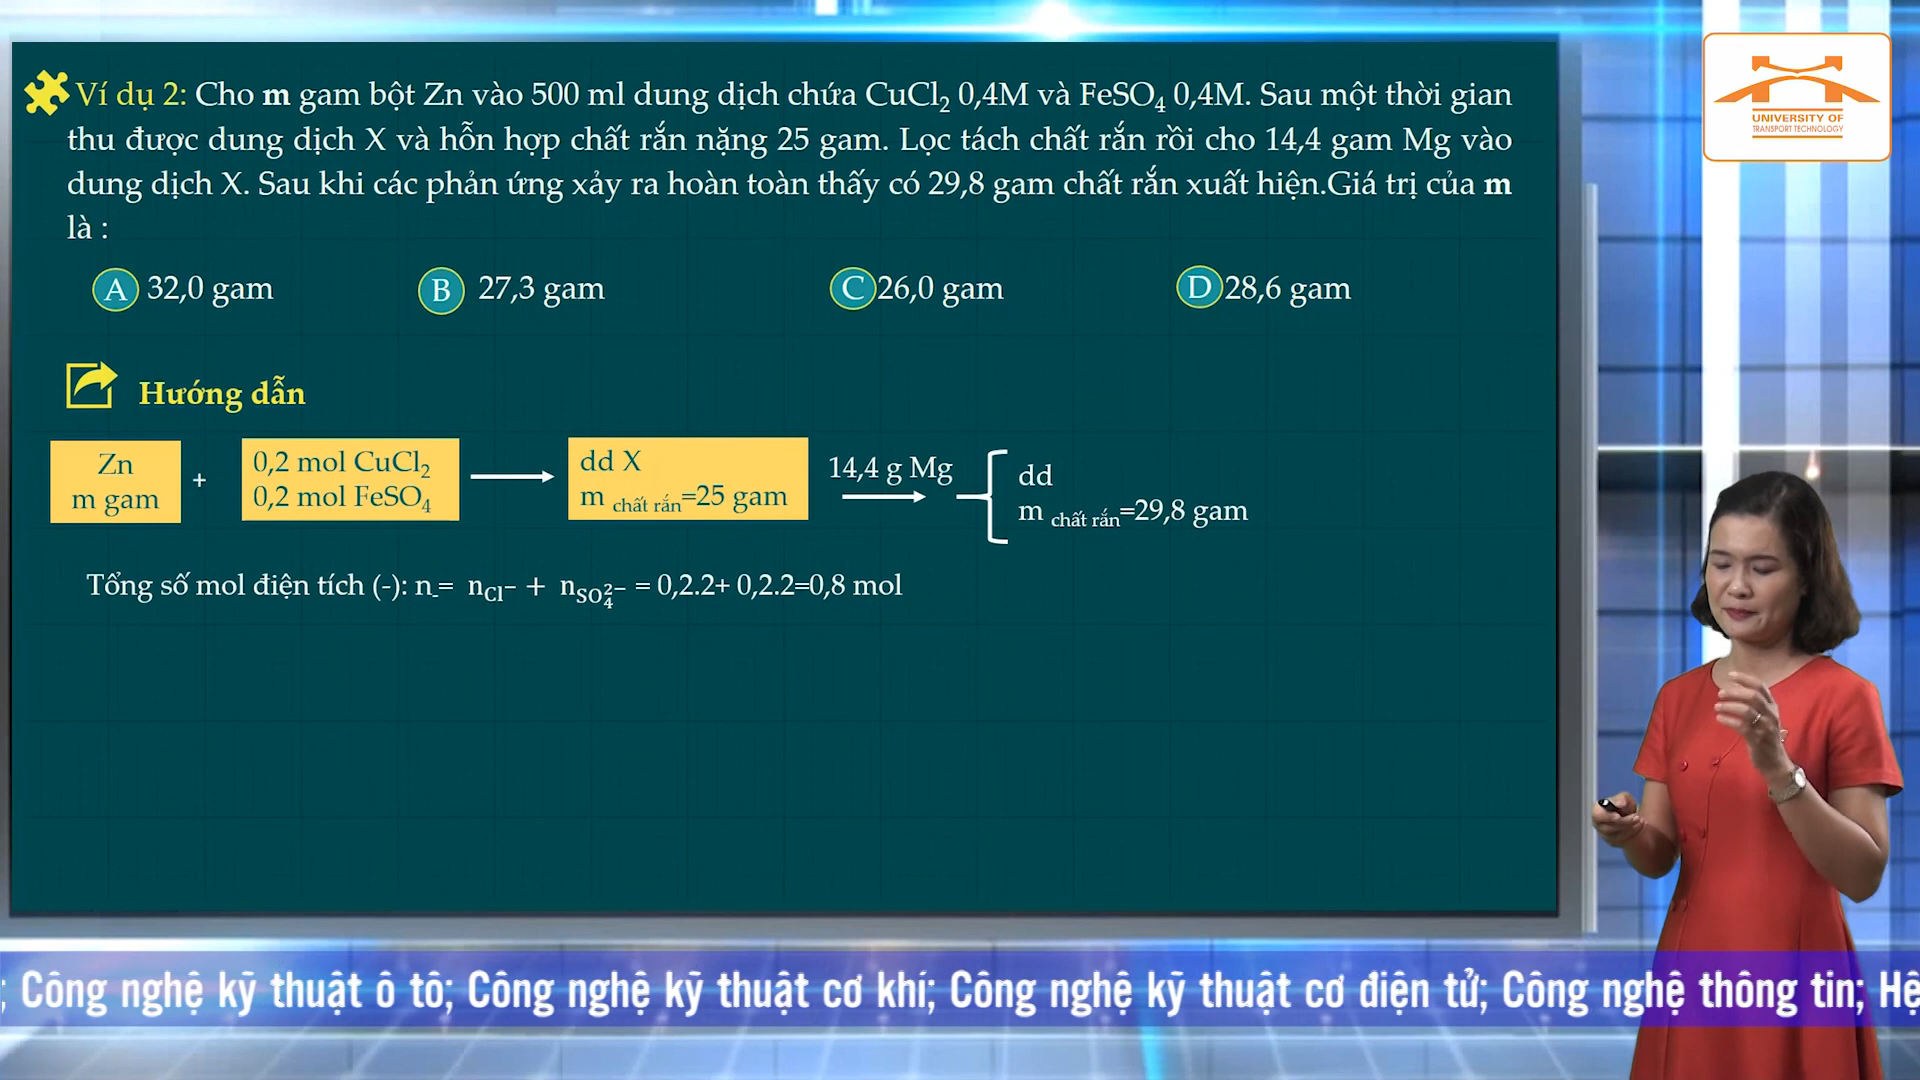 Ví dụ 2: Cho m gam bột Zn vào 500 ml dung dịch chứa CuCl₂ 0,4M và FeSO₄ 0,4M. Sau một thời gian
thu được dung dịch X và hỗn hợp chất rắn nặng 25 gam. Lọc tách chất rắn rồi cho 14,4 gam Mg vào
dung dịch X. Sau khi các phản ứng xảy ra hoàn toàn thấy có 29,8 gam chất rắn xuất hiện.Giá trị của m
là :
A 32,0 gam B 27,3 gam C 26,0 gam D 28,6 gam
Hướng dẫn
Zn
m gam
+
0,2 mol CuCl₂
0,2 mol FeSO₄
dd X
m chất rắn=25 gam
14,4 g Mg
dd
m chất rắn=29,8 gam
Tổng số mol điện tích (-): n₋= nCl⁻ + nSO₄²⁻ = 0,2.2+ 0,2.2=0,8 mol
UNIVERSITY OF
TRANSPORT TECHNOLOGY
; Công nghệ kỹ thuật ô tô; Công nghệ kỹ thuật cơ khí; Công nghệ kỹ thuật cơ điện tử; Công nghệ thông tin; Hệ